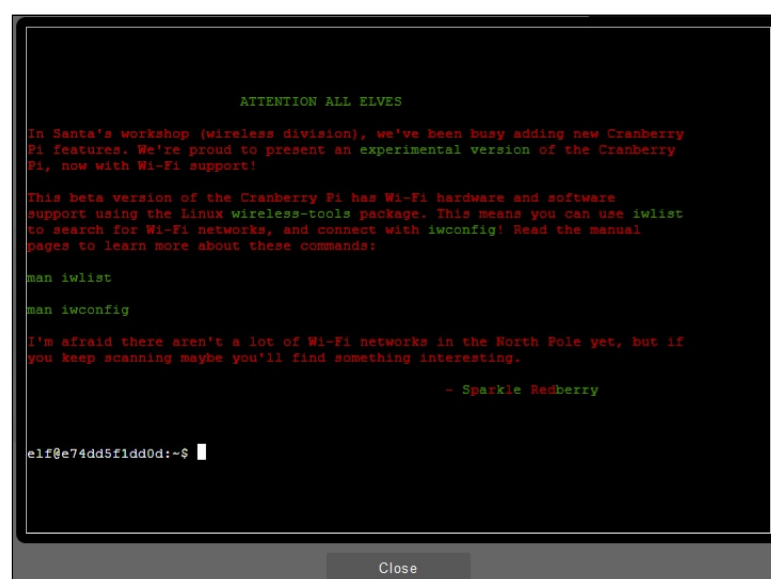 ATTENTION ALL ELVES
In Santa's workshop (wireless division), we've been busy adding new Cranberry
Pi features. We're proud to present an experimental version of the Cranberry
Pi, now with Wi-Fi support!
This beta version of the Cranberry Pi has Wi-Fi hardware and software
support using the Linux wireless-tools package. This means you can use iwlist
to search for Wi-Fi networks, and connect with iwconfig! Read the manual
pages to learn more about these commands:
man iwlist
man iwconfig
I'm afraid there aren't a lot of Wi-Fi networks in the North Pole yet, but if
you keep scanning maybe you'll find something interesting.
- Sparkle Redberry
elf@e74dd5f1dd0d:~$
Close